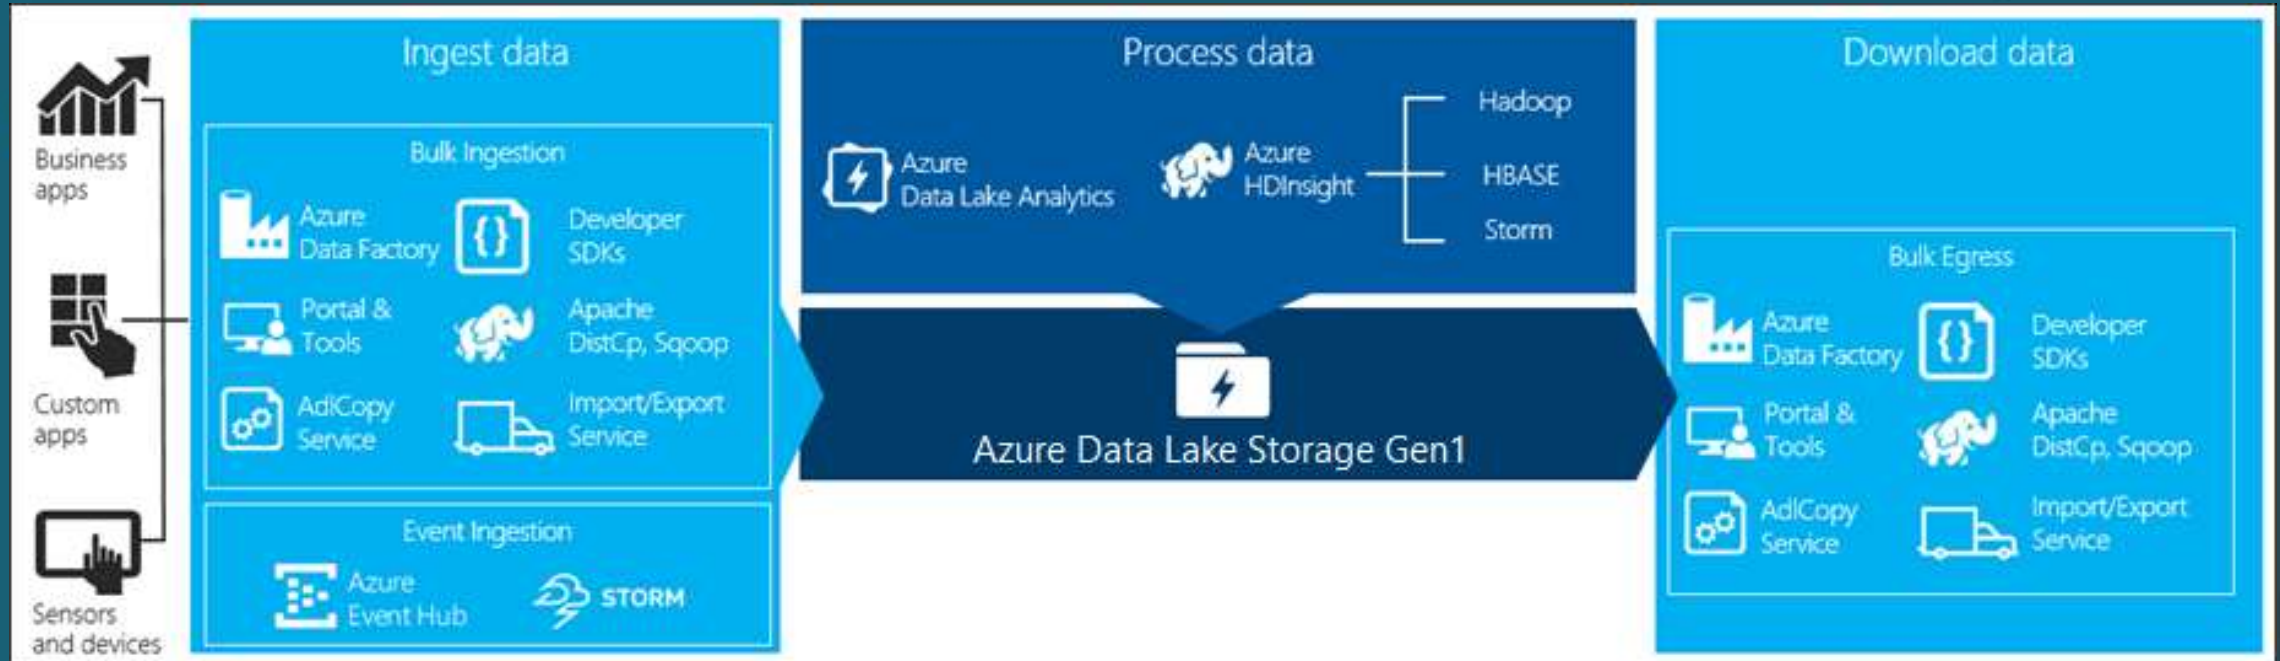 Business
apps
Custom
apps
Sensors
and devices
Ingest data
Bulk Ingestion
Azure
Data Factory
Developer
SDKs
Portal &
Tools
Apache
DistCp, Sqoop
AdlCopy
Service
Import/Export
Service
Event Ingestion
Azure
Event Hub
STORM
Process data
Azure
Data Lake Analytics
Azure
HDInsight
Hadoop
HBASE
Storm
Azure Data Lake Storage Gen1
Download data
Bulk Egress
Azure
Data Factory
Developer
SDKs
Portal &
Tools
Apache
DistCp, Sqoop
AdlCopy
Service
Import/Export
Service